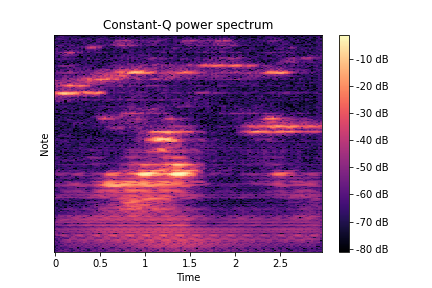 Constant-Q power spectrum
-10 dB
-20 dB
-30 dB
-40 dB
-50 dB
-60 dB
-70 dB
-80 dB
Note
0
0.5
1
1.5
2
2.5
Time